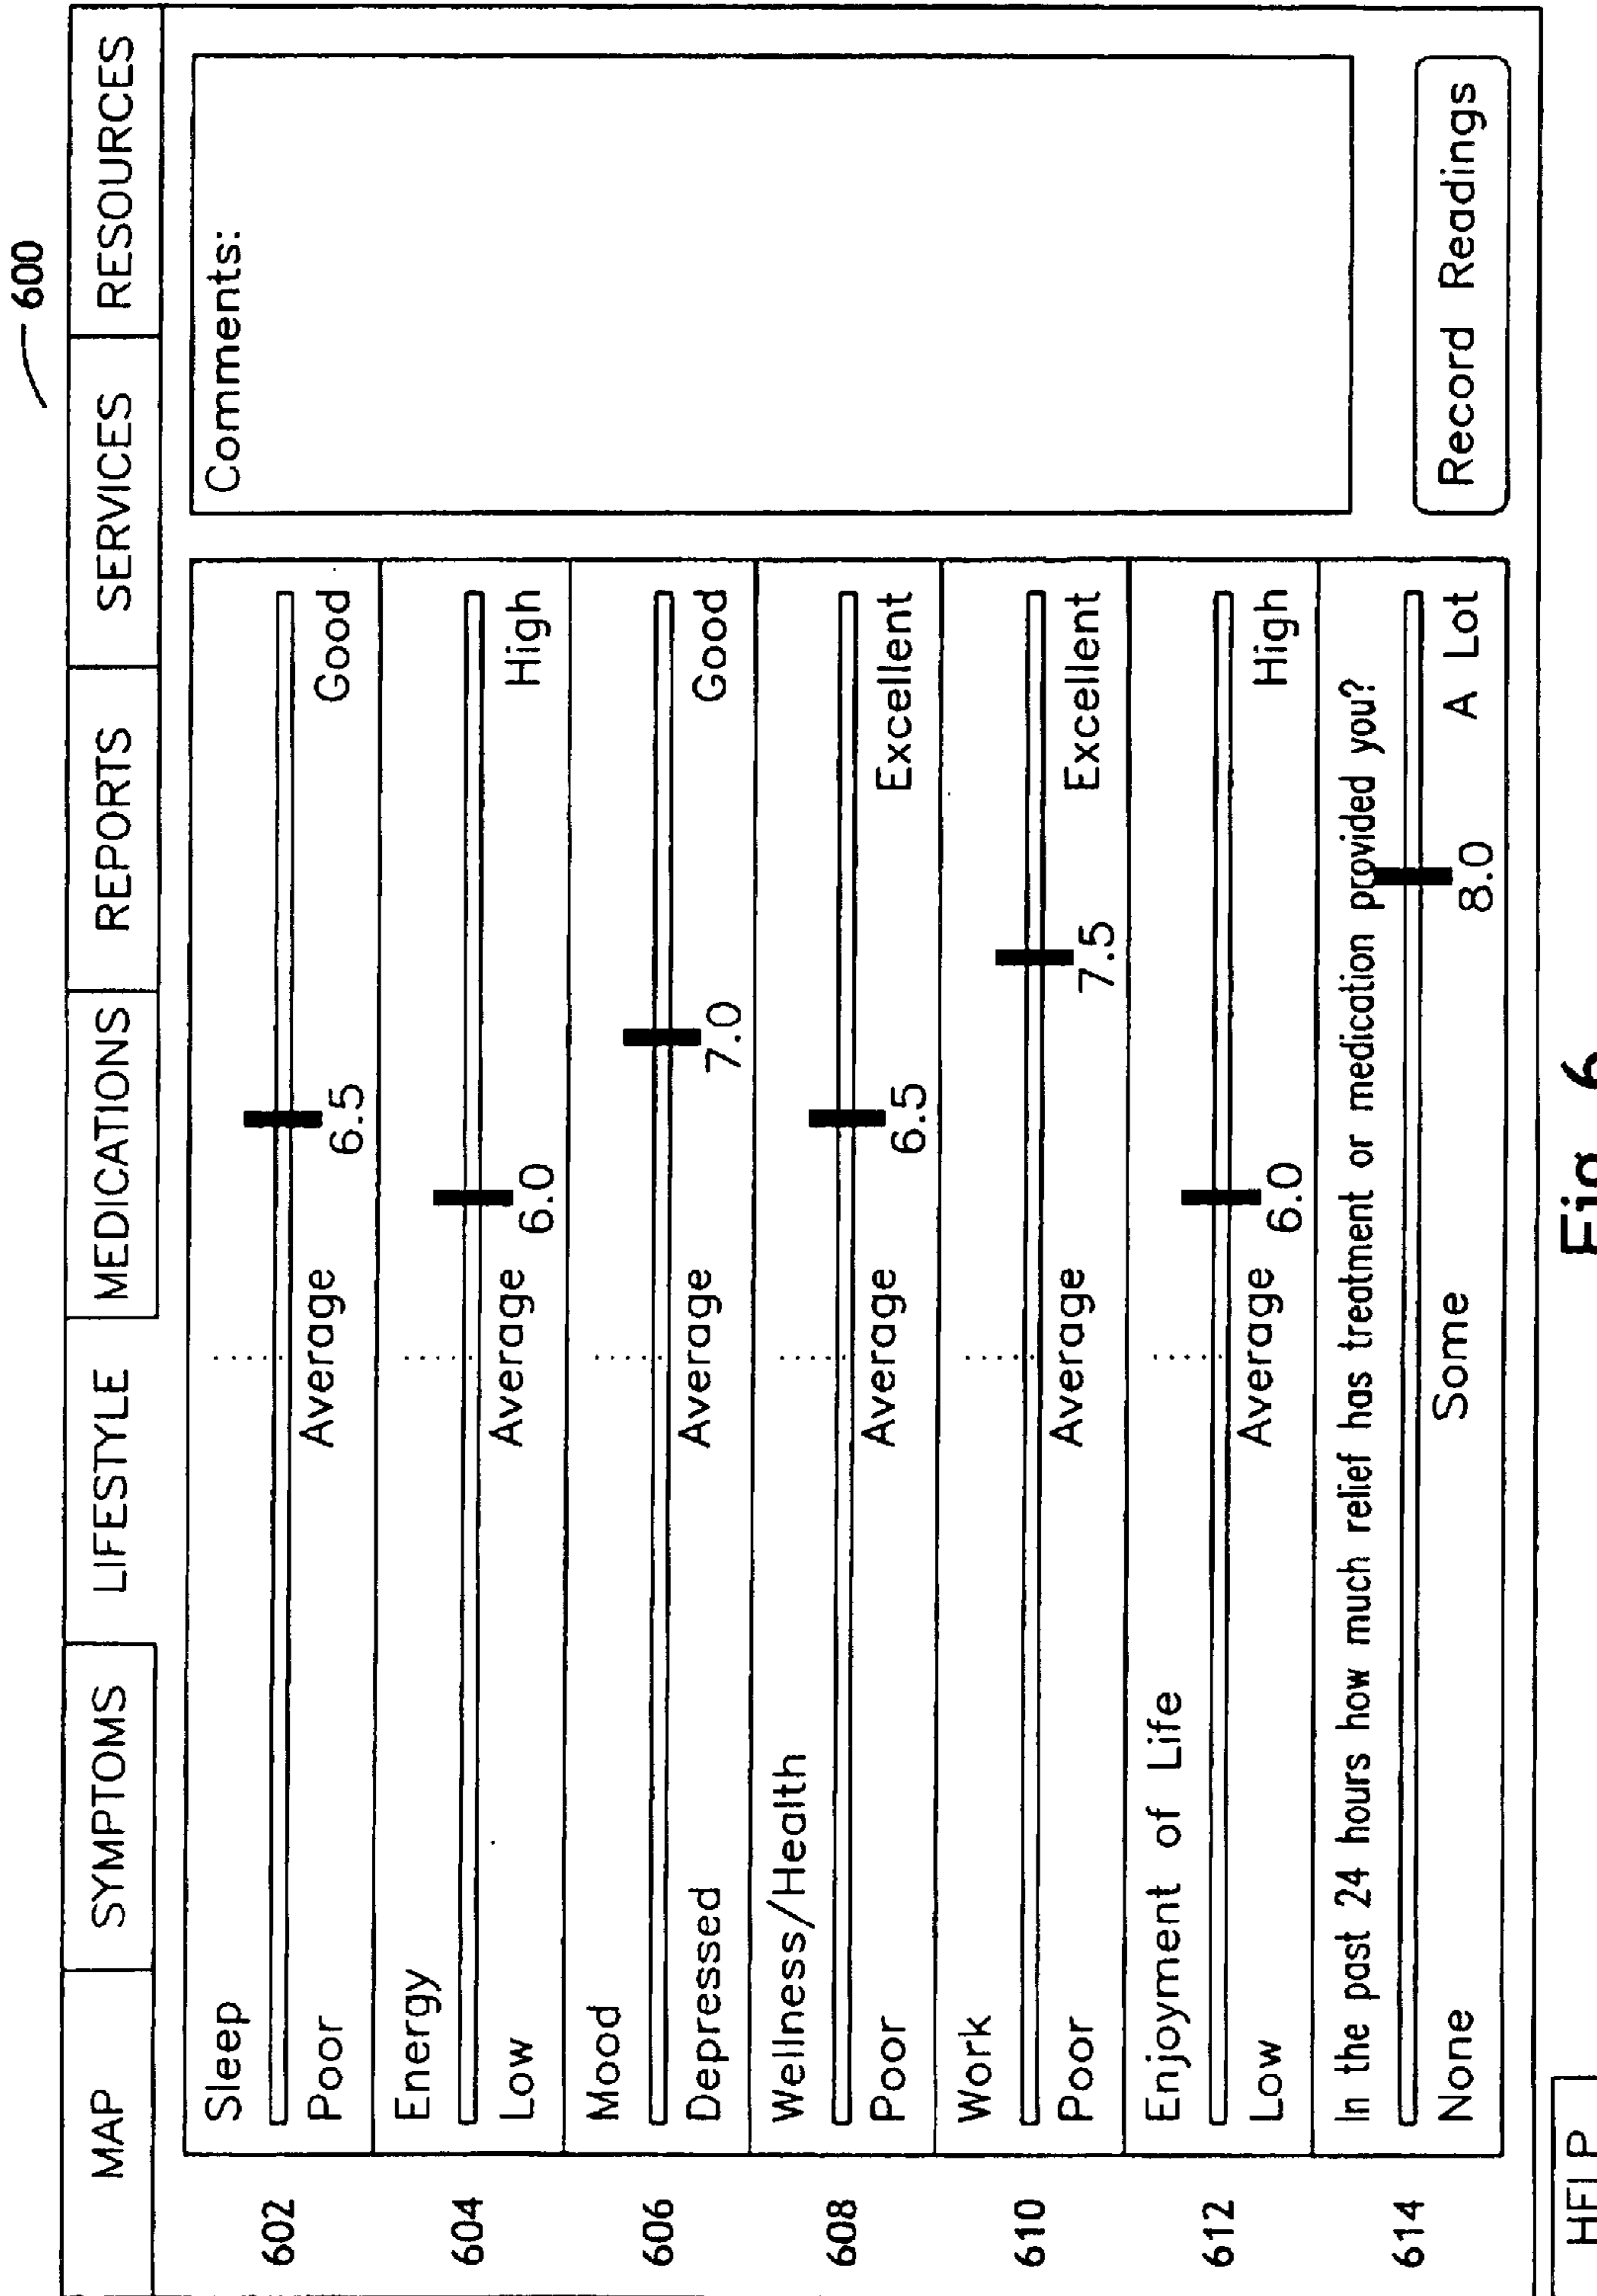 600
MAP SYMPTOMS LIFESTYLE MEDICATIONS REPORTS SERVICES RESOURCES
602
Sleep
6.5
Poor Average Good
604
Energy
6.0
Low Average High
606
Mood
7.0
Depressed Average Good
608
Wellness/Health
6.5
Poor Average Excellent
610
Work
7.5
Poor Average Excellent
612
Enjoyment of Life
6.0
Low Average High
614
In the past 24 hours how much relief has treatment or medication provided you?
8.0
None Some A Lot
Comments:
Record Readings
HELP
Fig. 6